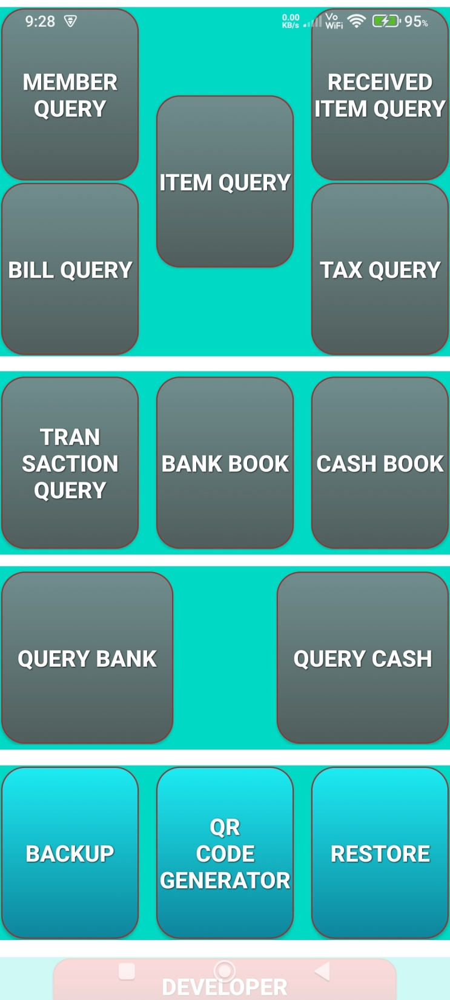 9:28
0.00
KB/s
Vo
WiFi
95%
MEMBER
QUERY
RECEIVED
ITEM QUERY
ITEM QUERY
BILL QUERY
TAX QUERY
TRAN
SACTION
QUERY
BANK BOOK
CASH BOOK
QUERY BANK
QUERY CASH
BACKUP
QR
CODE
GENERATOR
RESTORE
DEVELOPER